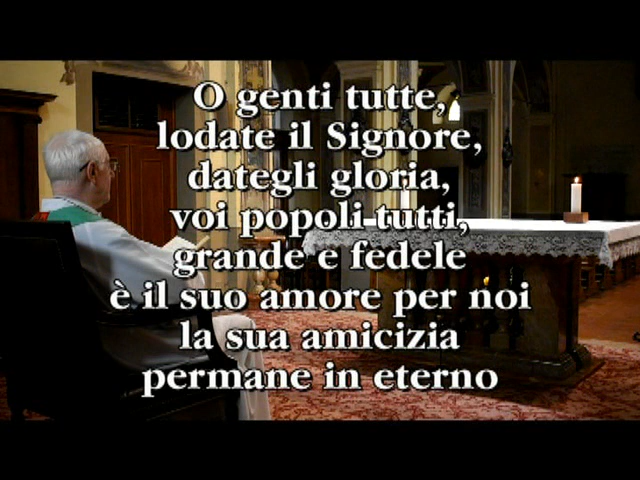 O genti tutte,
lodate il Signore,
dategli gloria,
voi popoli tutti,
grande e fedele
è il suo amore per noi
la sua amicizia
permane in eterno